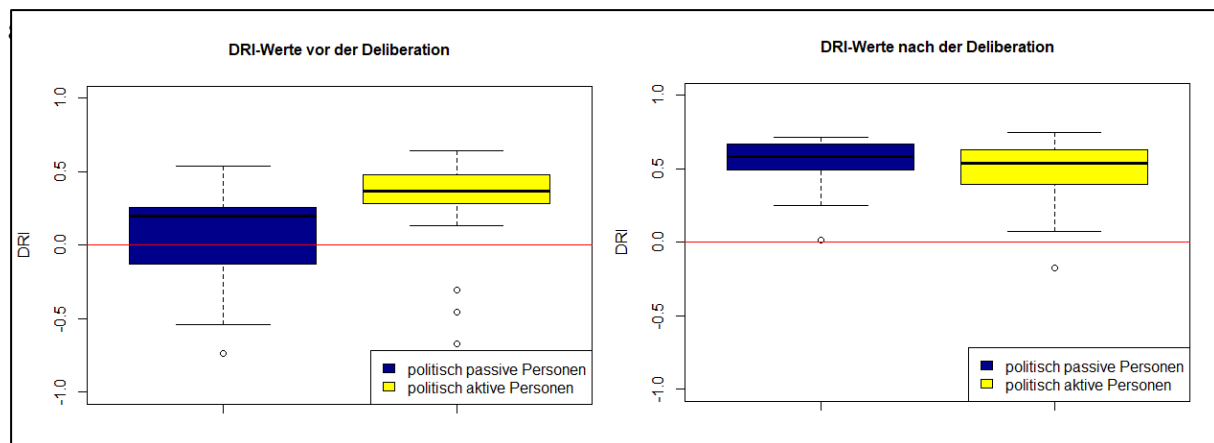 DRI-Werte vor der Deliberation
1.0
0.5
0.0
-0.5
-1.0
DRI
politisch passive Personen
politisch aktive Personen
DRI-Werte nach der Deliberation
1.0
0.5
0.0
-0.5
-1.0
DRI
politisch passive Personen
politisch aktive Personen